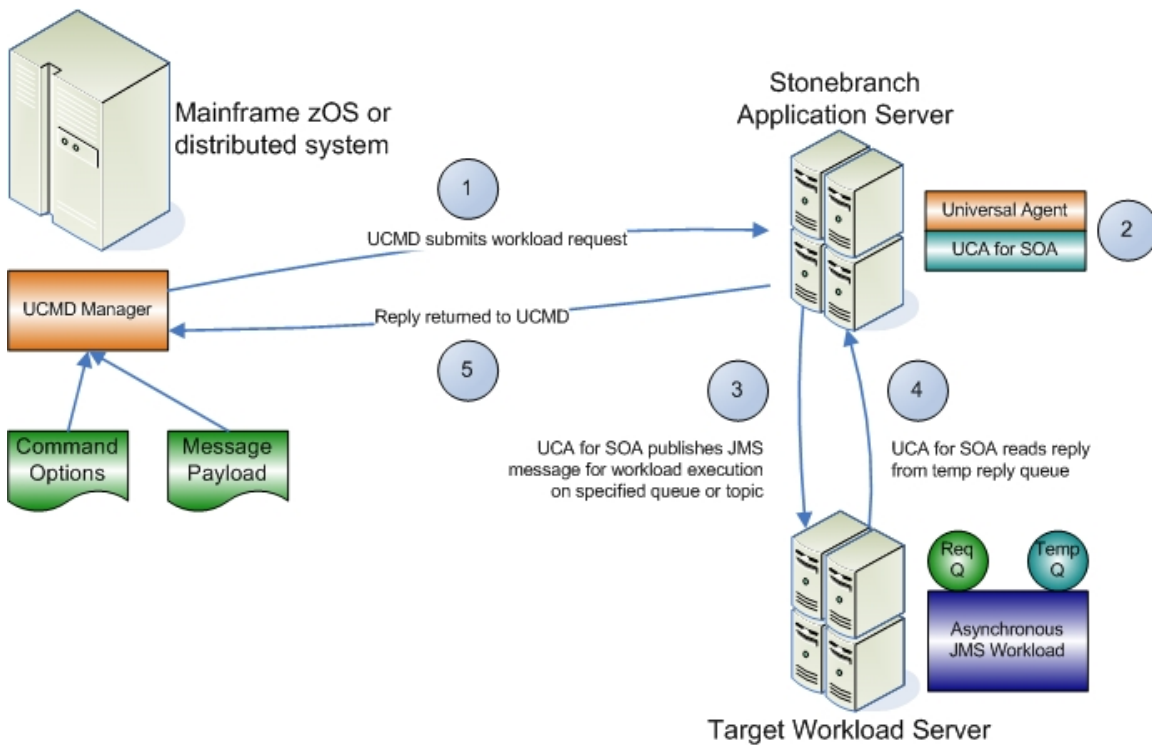 Mainframe zOS or
distributed system
Stonebranch
Application Server
1
UCMD submits workload request
Universal Agent
UCA for SOA
2
UCMD Manager
Reply returned to UCMD
5
3
4
Command
Options
Message
Payload
UCA for SOA publishes JMS
message for workload execution
on specified queue or topic
UCA for SOA reads reply
from temp reply queue
Req
Q
Temp
Q
Asynchronous
JMS Workload
Target Workload Server